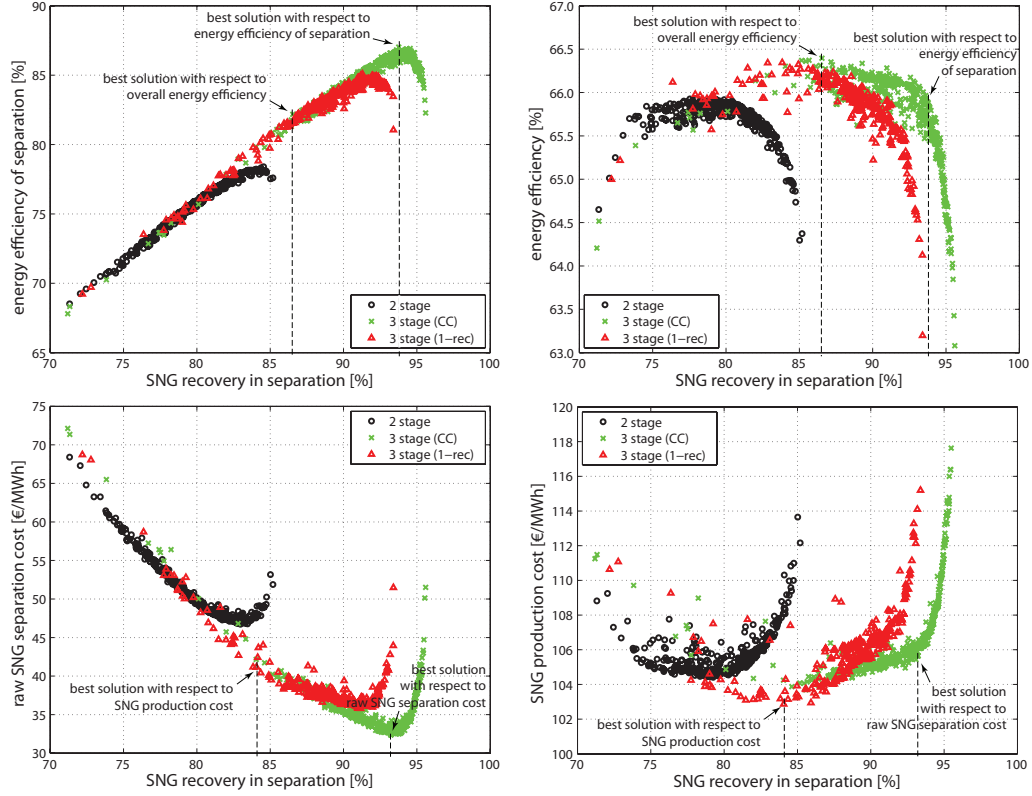 best solution with respect to
energy efficiency of separation
best solution with respect to
overall energy efficiency
energy efficiency of separation [%]
90
85
80
75
70
65
2 stage
3 stage (CC)
3 stage (1−rec)
70
75
80
85
90
95
100
SNG recovery in separation [%]
best solution with respect to
overall energy efficiency
best solution with
respect to
energy efficiency
of separation
energy efficiency [%]
67.0
66.5
66.0
65.5
65.0
64.5
64.0
63.5
63.0
2 stage
3 stage (CC)
3 stage (1−rec)
70
75
80
85
90
95
100
SNG recovery in separation [%]
raw SNG separation cost [€/MWh]
75
70
65
60
55
50
45
40
35
30
2 stage
3 stage (CC)
3 stage (1−rec)
best solution with respect to
SNG production cost
best solution
with respect to
raw SNG separation cost
70
75
80
85
90
95
100
SNG recovery in separation [%]
SNG production cost [€/MWh]
120
118
116
114
112
110
108
106
104
102
100
2 stage
3 stage (CC)
3 stage (1−rec)
best solution with respect to
SNG production cost
best solution
with respect to
raw SNG separation cost
70
75
80
85
90
95
100
SNG recovery in separation [%]